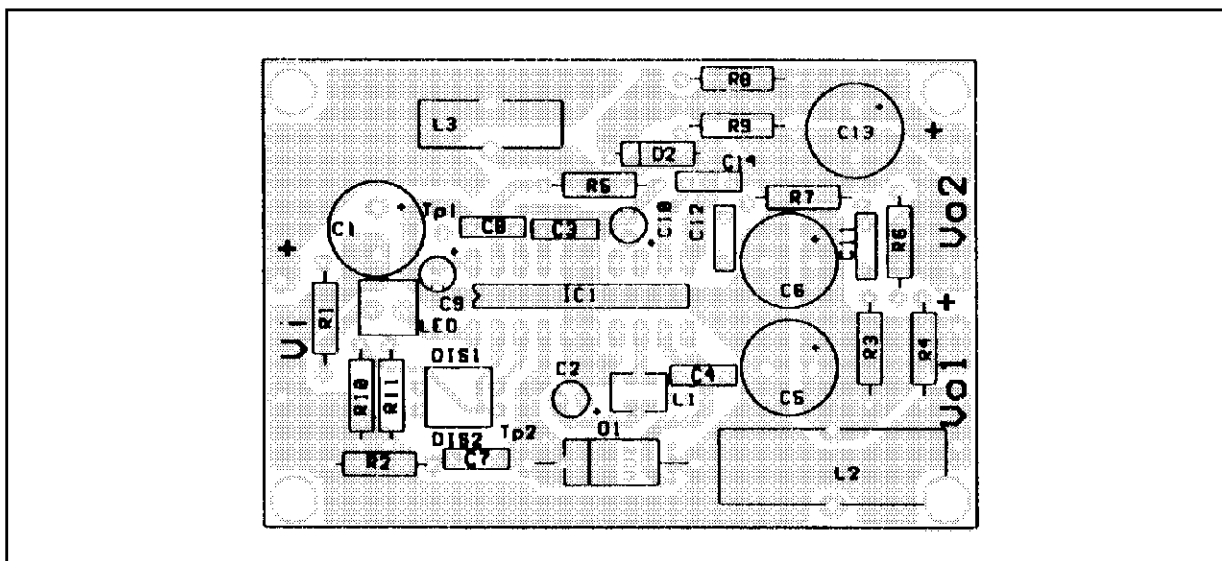 R8
L3
R9
C13
+
D2
C14
R5
R7
C1
Tp1
C8
C3
C10
C12
C11
R6
Vo2
+
C9
IC1
C6
+
R1
Vi
LED
R3
R4
DIS1
C2
C4
R10
R11
L1
C5
Vo1
DIS2
Tp2
D1
R2
C7
L2